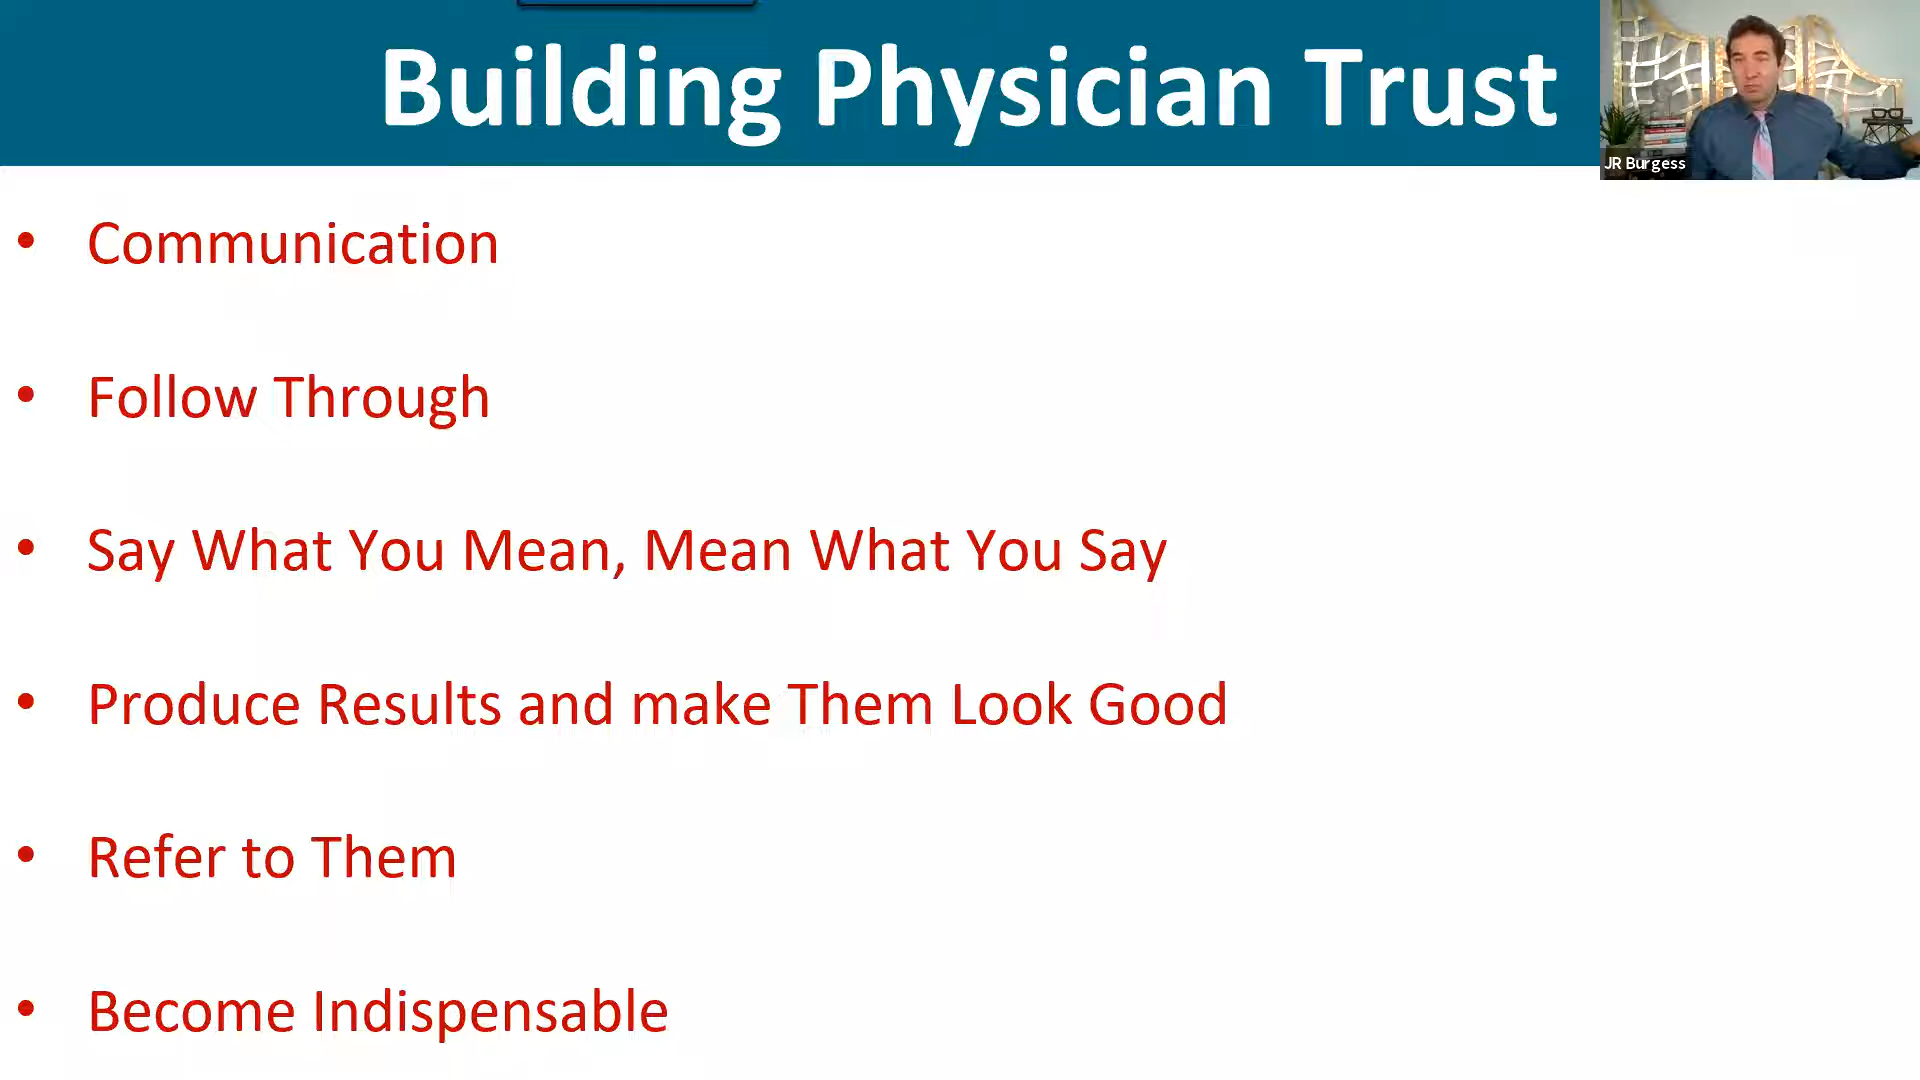 Building Physician Trust
JR Burgess
• Communication
• Follow Through
• Say What You Mean, Mean What You Say
• Produce Results and make Them Look Good
• Refer to Them
• Become Indispensable